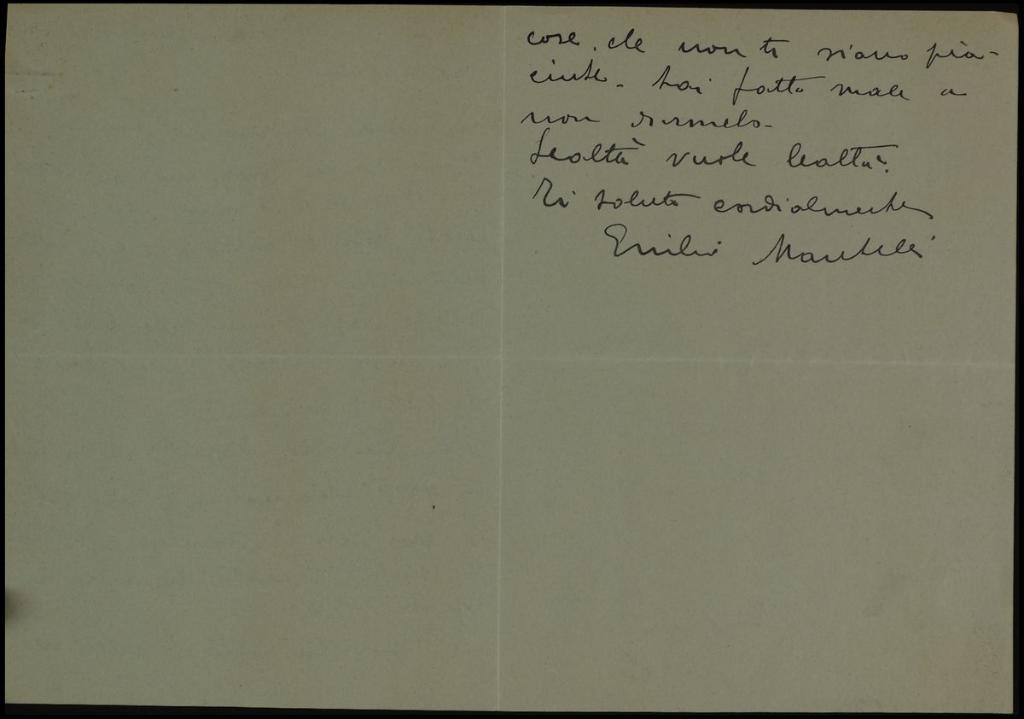 cose, che non ti siano pia-
ciute. hai fatto male a
non dirmelo.
Lealtà vuole lealtà.
Ti saluto cordialmente
Emilio Mantelli